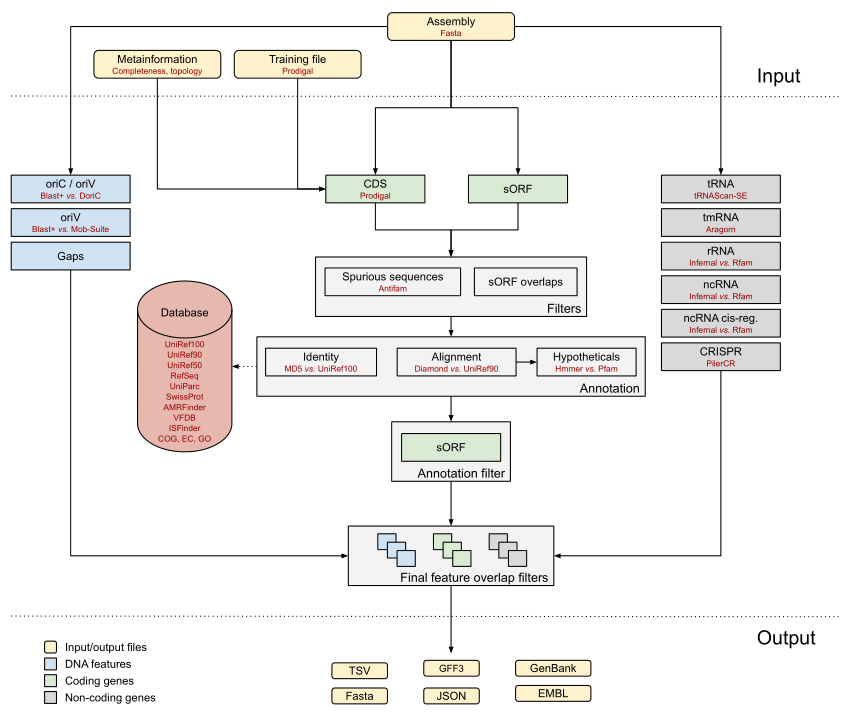 Assembly
Fasta
Metainformation
Completeness, topology
Training file
Prodigal
Input
oriC / oriV
Blast+ vs. DoriC
oriV
Blast+ vs. Mob-Suite
Gaps
CDS
Prodigal
sORF
tRNA
tRNAScan-SE
tmRNA
Aragorn
rRNA
Infernal vs. Rfam
ncRNA
Infernal vs. Rfam
ncRNA cis-reg.
Infernal vs. Rfam
CRISPR
PilerCR
Spurious sequences
Antifam
sORF overlaps
Filters
Database
UniRef100
UniRef90
UniRef50
RefSeq
UniParc
SwissProt
AMRFinder
VFDB
ISFinder
COG, EC, GO
Identity
MD5 vs. UniRef100
Alignment
Diamond vs. UniRef90
Hypotheticals
Hmmer vs. Pfam
Annotation
sORF
Annotation filter
Final feature overlap filters
Output
Input/output files
DNA features
Coding genes
Non-coding genes
TSV
GFF3
GenBank
Fasta
JSON
EMBL